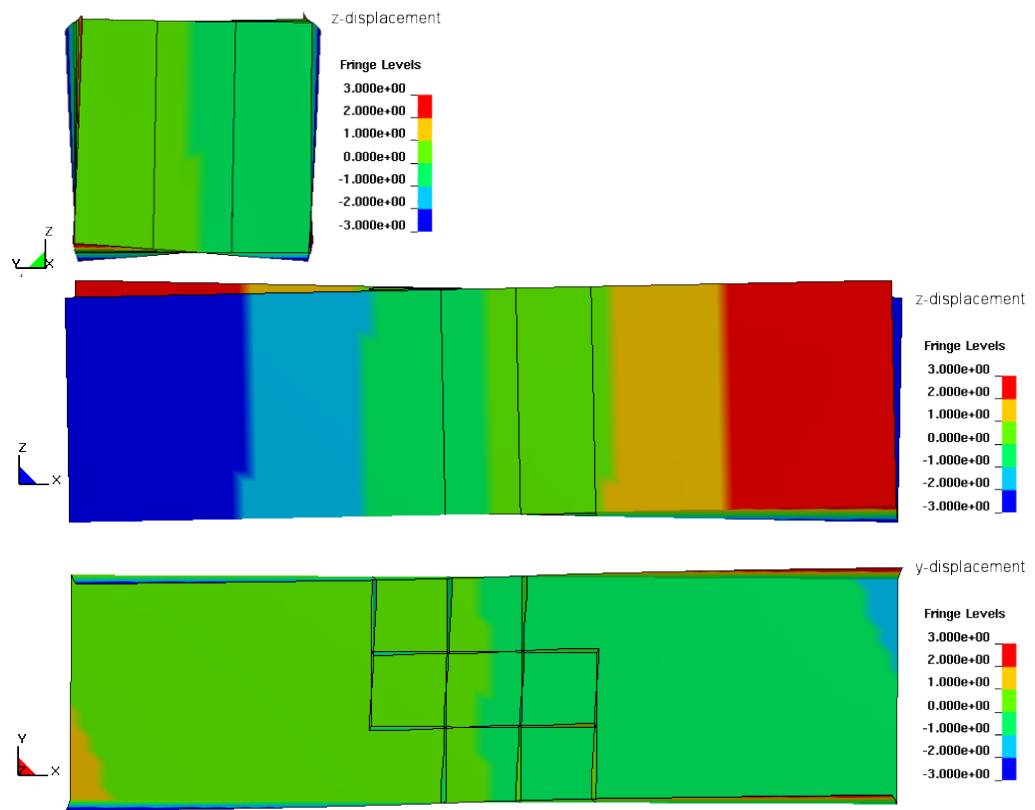 z-displacement
Fringe Levels
3.000e+00
2.000e+00
1.000e+00
0.000e+00
-1.000e+00
-2.000e+00
-3.000e+00
Z
Y X
z-displacement
Fringe Levels
3.000e+00
2.000e+00
1.000e+00
0.000e+00
-1.000e+00
-2.000e+00
-3.000e+00
Z
X
y-displacement
Fringe Levels
3.000e+00
2.000e+00
1.000e+00
0.000e+00
-1.000e+00
-2.000e+00
-3.000e+00
Y
Z X